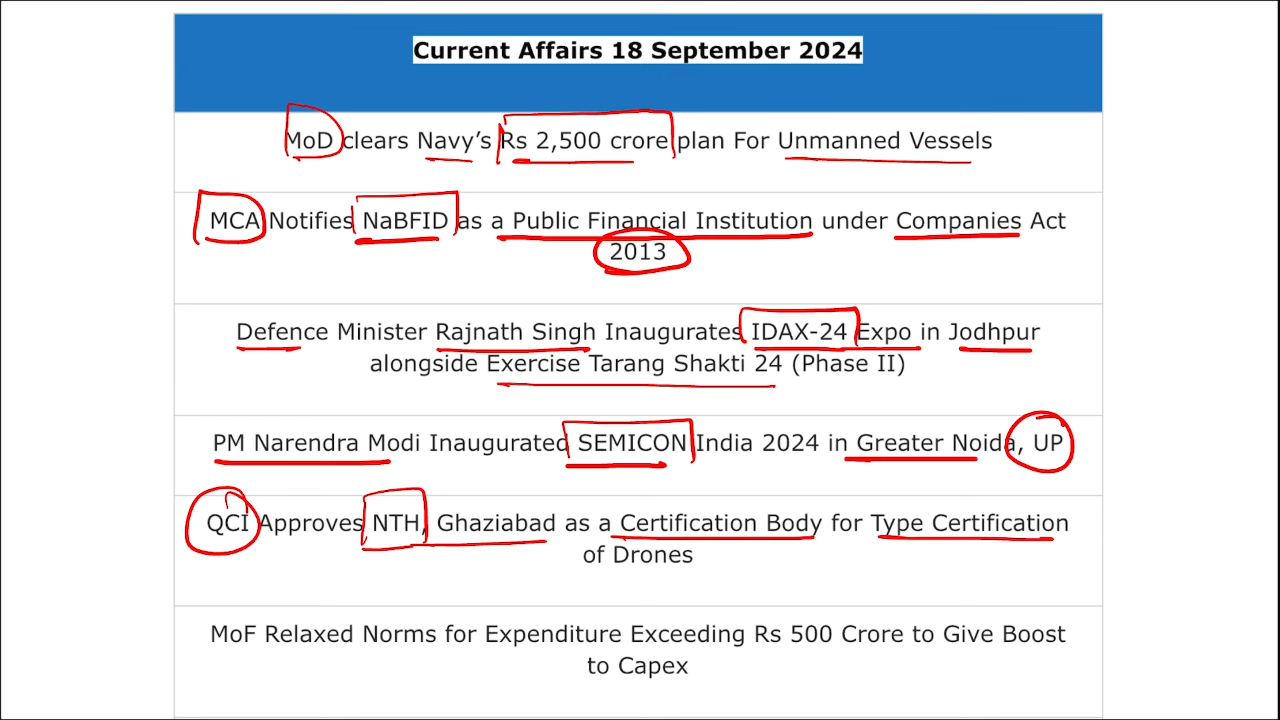 Current Affairs 18 September 2024
MoD clears Navy’s Rs 2,500 crore plan For Unmanned Vessels
MCA Notifies NaBFID as a Public Financial Institution under Companies Act
2013
Defence Minister Rajnath Singh Inaugurates IDAX-24 Expo in Jodhpur
alongside Exercise Tarang Shakti 24 (Phase II)
PM Narendra Modi Inaugurated SEMICON India 2024 in Greater Noida, UP
QCI Approves NTH, Ghaziabad as a Certification Body for Type Certification
of Drones
MoF Relaxed Norms for Expenditure Exceeding Rs 500 Crore to Give Boost
to Capex